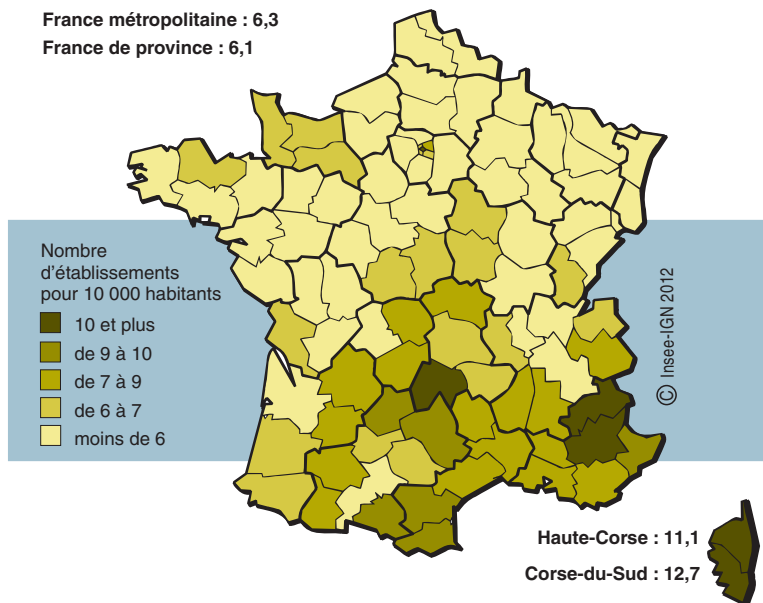 France métropolitaine : 6,3
France de province : 6,1
Nombre
d'établissements
pour 10 000 habitants
10 et plus
de 9 à 10
de 7 à 9
de 6 à 7
moins de 6
© Insee-IGN 2012
Haute-Corse : 11,1
Corse-du-Sud : 12,7